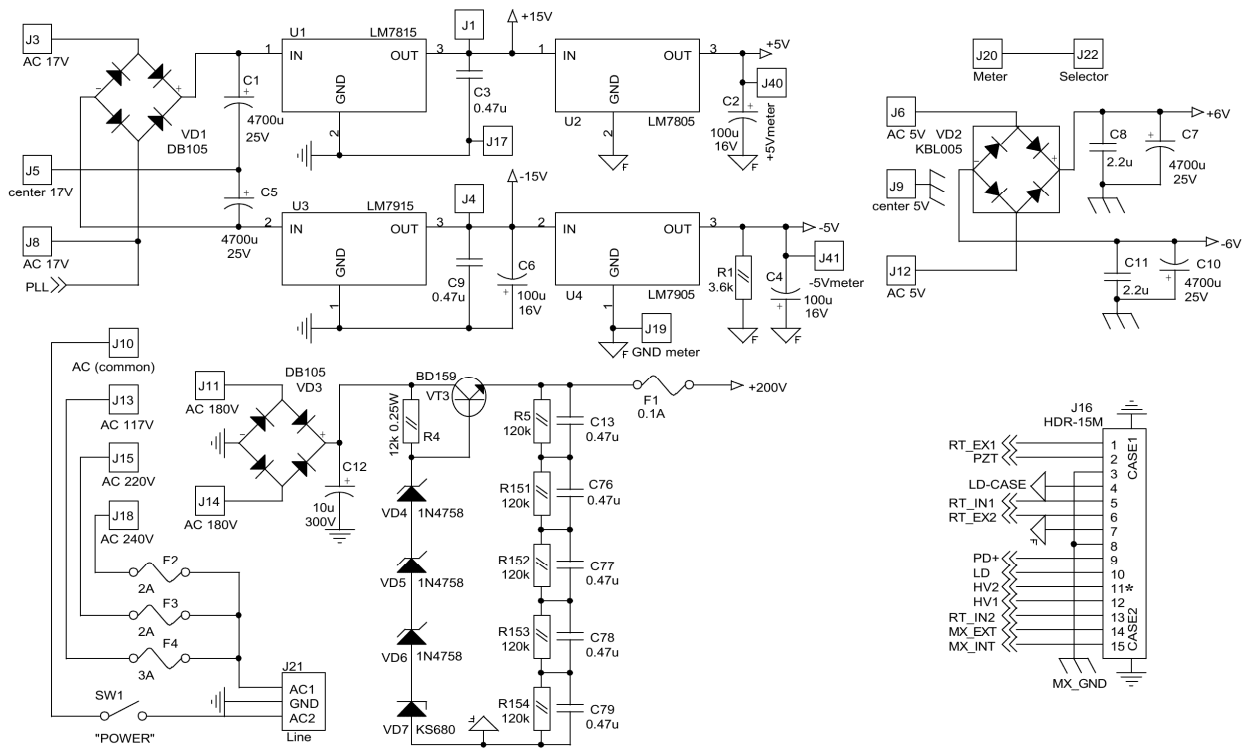 J3
AC 17V
VD1
DB105
C1
4700u
25V
+
-
+
U1
LM7815
1
IN
OUT
3
GND
2
J1
C3
0.47u
J17
+15V
1
IN
OUT
3
GND
2
U2
LM7805
F
+5V
J40
+5Vmeter
C2
100u
16V
+
F
J20
Meter
J22
Selector
J5
center 17V
C5
4700u
25V
+
J8
AC 17V
PLL
U3
LM7915
2
IN
OUT
3
GND
1
J4
C9
0.47u
-15V
C6
100u
16V
+
2
IN
OUT
3
GND
1
U4
LM7905
J19
GND meter
F
R1
3.6k
F
-5V
J41
-5Vmeter
C4
100u
16V
+
F
J6
AC 5V
VD2
KBL005
-
+
J9
center 5V
J12
AC 5V
+6V
C8
2.2u
C7
4700u
25V
+
-6V
C11
2.2u
C10
4700u
25V
+
J10
AC (common)
J13
AC 117V
J15
AC 220V
J18
AC 240V
F2
2A
F3
2A
F4
3A
SW1
"POWER"
J21
AC1
GND
AC2
Line
J11
AC 180V
DB105
VD3
-
+
J14
AC 180V
C12
10u
300V
+
12k 0.25W
R4
BD159
VT3
VD4
1N4758
VD5
1N4758
VD6
1N4758
VD7
KS680
F
R5
120k
C13
0.47u
R151
120k
C76
0.47u
R152
120k
C77
0.47u
R153
120k
C78
0.47u
R154
120k
C79
0.47u
F1
0.1A
+200V
J16
HDR-15M
CASE1
CASE2
RT_EX1
1
PZT
2
3
LD-CASE
4
RT_IN1
5
RT_EX2
6
F
7
8
PD+
9
LD
10
HV2
11*
HV1
12
RT_IN2
13
MX_EXT
14
MX_INT
15
MX_GND